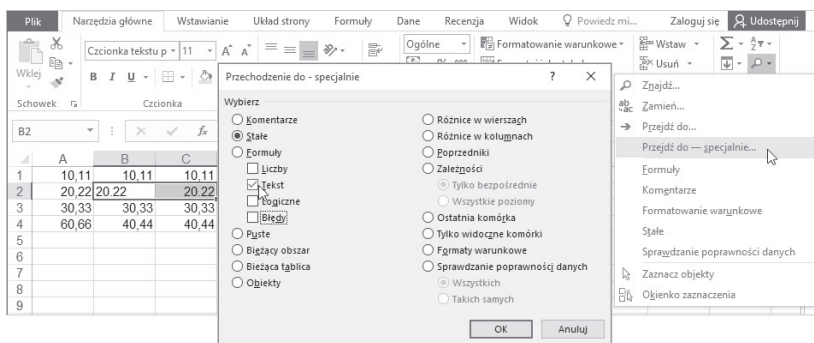 Plik Narzędzia główne Wstawianie Układ strony Formuły Dane Recenzja Widok Powiedz mi... Zaloguj się Udostępnij
Wklej
Czcionka tekstu p 11
B I U
Ogólne
Formatowanie warunkowe
Wstaw
Usuń
Schowek Czcionka
B2 fx
A B C
1 10,11 10,11 10,11
2 20,22 20.22 20.22
3 30,33 30,33 30,33
4 60,66 40,44 40,44
5
6
7
8
9
Przechodzenie do - specjalnie ? ×
Wybierz
Komentarze
Stałe
Formuły
Liczby
Tekst
Logiczne
Błędy
Puste
Bieżący obszar
Bieżąca tablica
Obiekty
Różnice w wierszach
Różnice w kolumnach
Poprzedniki
Zależności
Tylko bezpośrednie
Wszystkie poziomy
Ostatnia komórka
Tylko widoczne komórki
Formaty warunkowe
Sprawdzanie poprawności danych
Wszystkich
Takich samych
OK Anuluj
Znajdź...
Zamień...
Przejdź do...
Przejdź do — specjalnie...
Formuły
Komentarze
Formatowanie warunkowe
Stałe
Sprawdzanie poprawności danych
Zaznacz obiekty
Okienko zaznaczenia